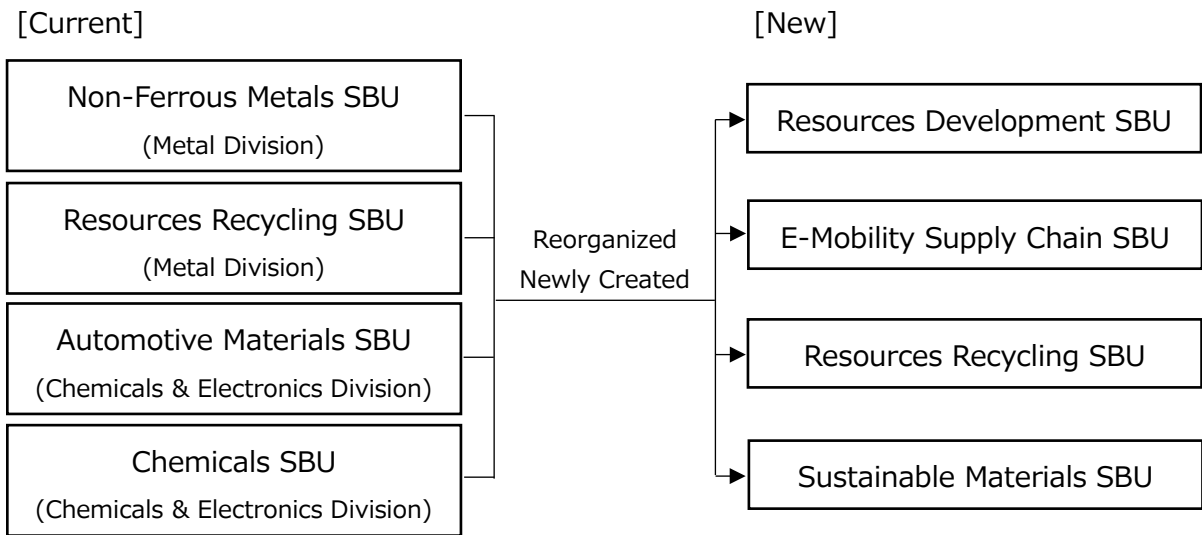 [Current]
Non-Ferrous Metals SBU
(Metal Division)
Resources Recycling SBU
(Metal Division)
Automotive Materials SBU
(Chemicals & Electronics Division)
Chemicals SBU
(Chemicals & Electronics Division)
Reorganized
Newly Created
[New]
Resources Development SBU
E-Mobility Supply Chain SBU
Resources Recycling SBU
Sustainable Materials SBU